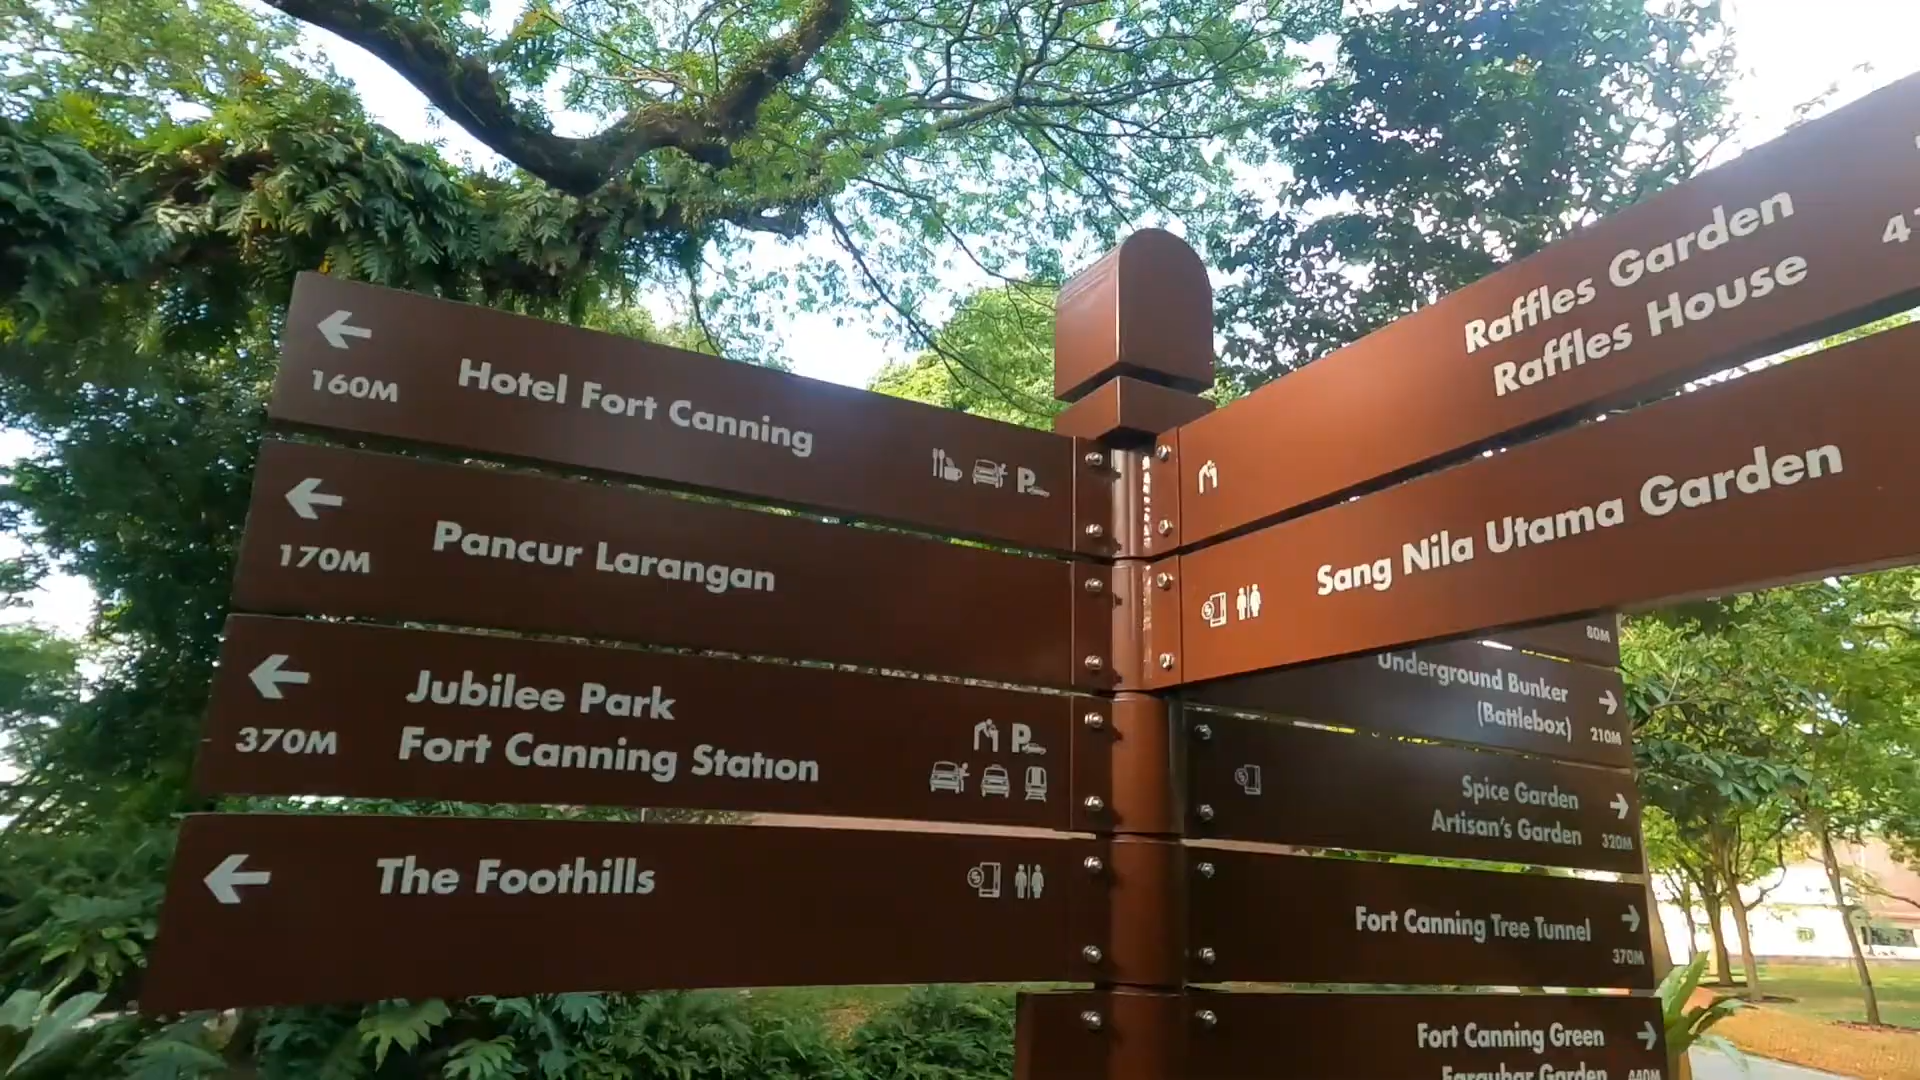 160M
Hotel Fort Canning
170M
Pancur Larangan
370M
Jubilee Park
Fort Canning Station
The Foothills
Raffles Garden
Raffles House
Sang Nila Utama Garden
80M
Underground Bunker
(Battlebox)
210M
Spice Garden
Artisan's Garden
320M
Fort Canning Tree Tunnel
370M
Fort Canning Green
Farquhar Garden
440M